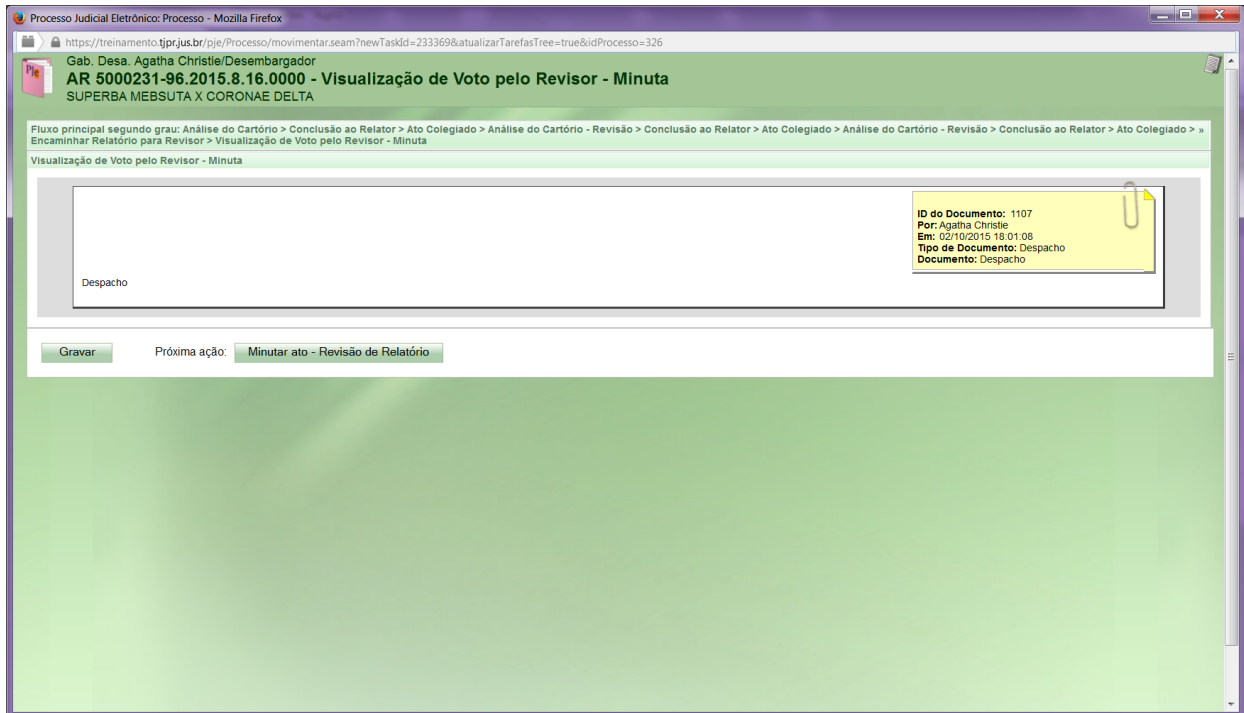 Processo Judicial Eletrônico: Processo - Mozilla Firefox
https://treinamento.tjpr.jus.br/pje/Processo/movimentar.seam?newTaskId=233369&atualizarTarefasTree=true&idProcesso=326
PJe
Gab. Desa. Agatha Christie/Desembargador
AR 5000231-96.2015.8.16.0000 - Visualização de Voto pelo Revisor - Minuta
SUPERBA MEBSUTA X CORONAE DELTA
Fluxo principal segundo grau: Análise do Cartório > Conclusão ao Relator > Ato Colegiado > Análise do Cartório - Revisão > Conclusão ao Relator > Ato Colegiado > Análise do Cartório - Revisão > Conclusão ao Relator > Ato Colegiado > »
Encaminhar Relatório para Revisor > Visualização de Voto pelo Revisor - Minuta
Visualização de Voto pelo Revisor - Minuta
ID do Documento: 1107
Por: Agatha Christie
Em: 02/10/2015 18:01:08
Tipo de Documento: Despacho
Documento: Despacho
Despacho
Gravar Próxima ação: Minutar ato - Revisão de Relatório